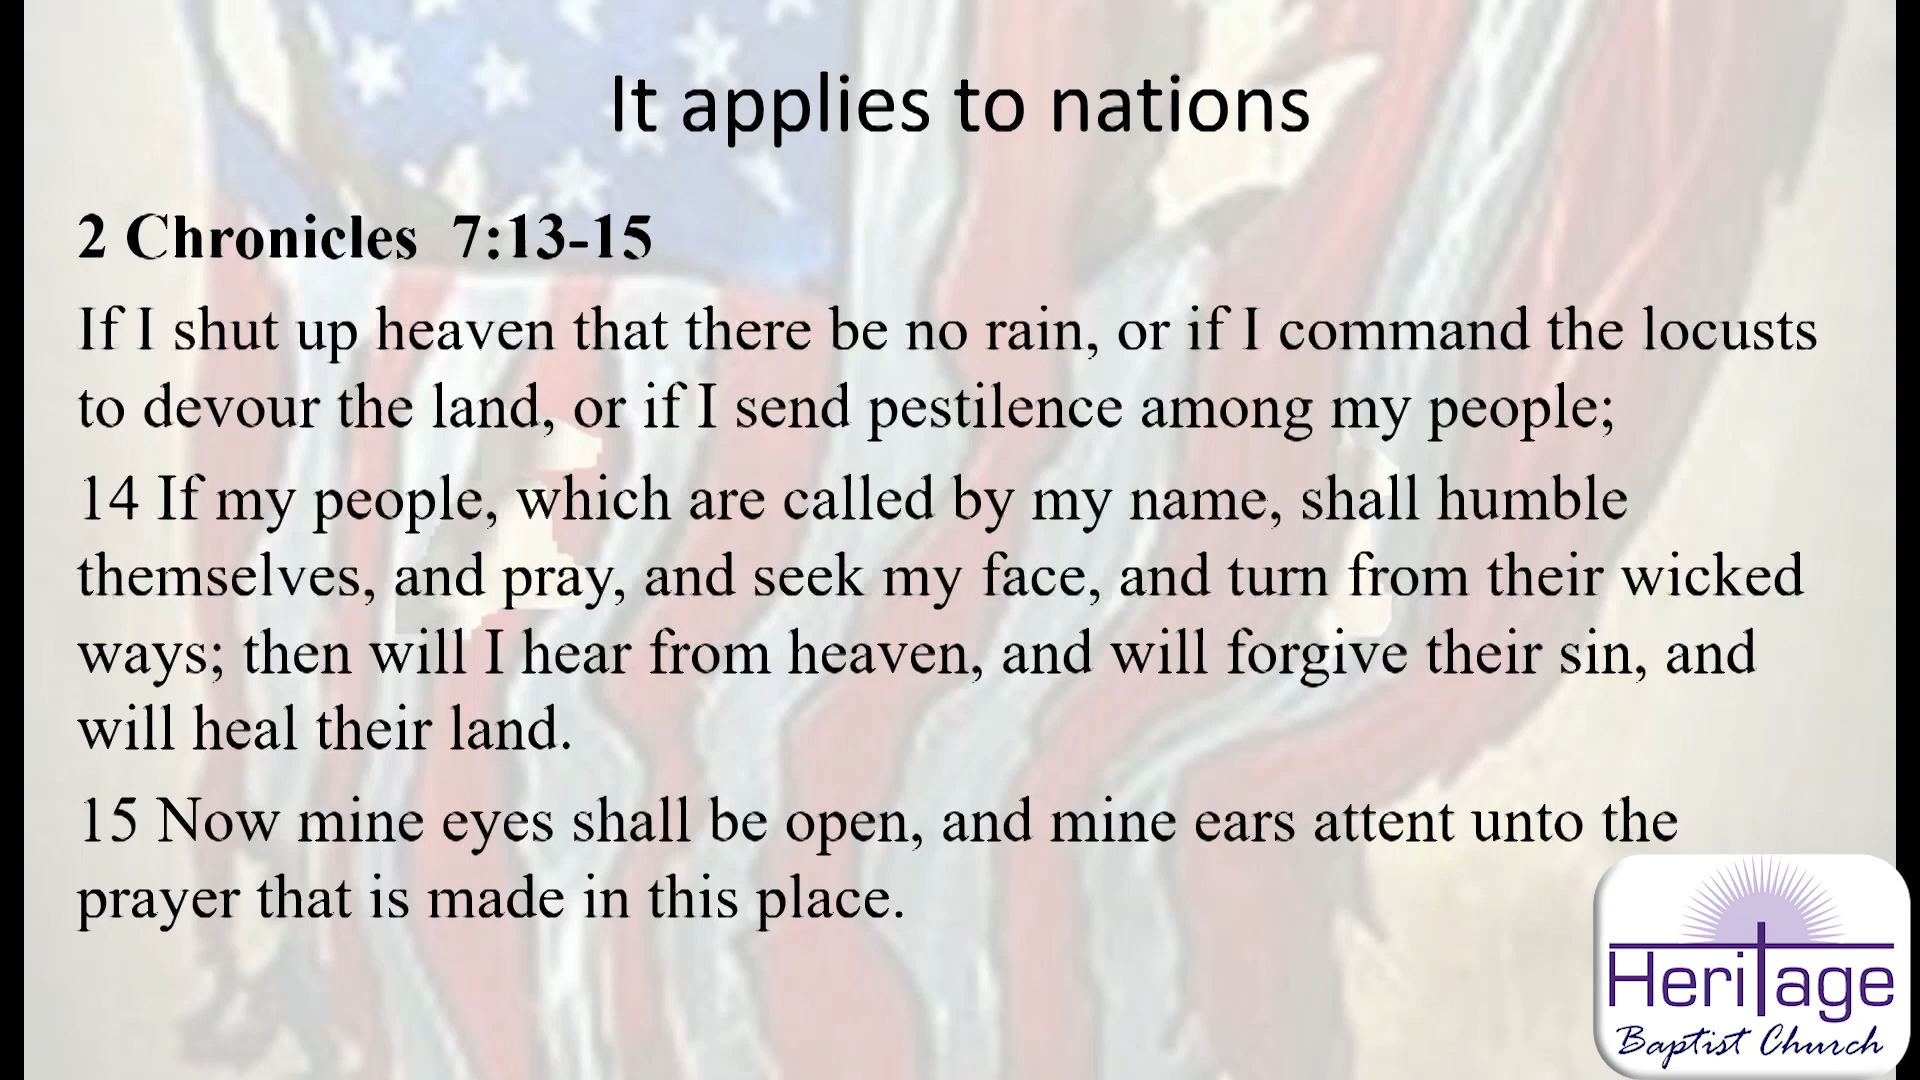 It applies to nations
2 Chronicles  7:13-15
If I shut up heaven that there be no rain, or if I command the locusts
to devour the land, or if I send pestilence among my people;
14 If my people, which are called by my name, shall humble
themselves, and pray, and seek my face, and turn from their wicked
ways; then will I hear from heaven, and will forgive their sin, and
will heal their land.
15 Now mine eyes shall be open, and mine ears attent unto the
prayer that is made in this place.
Heritage
Baptist Church